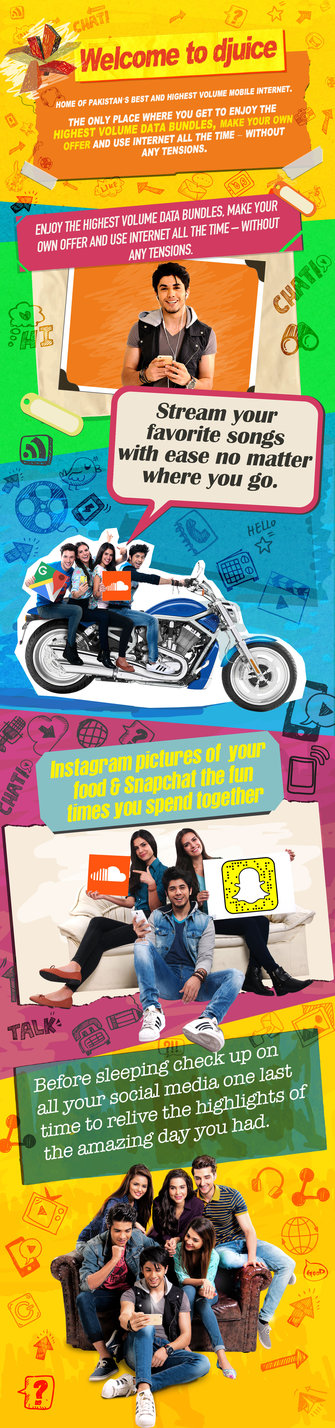 CHAT!
Welcome to djuice
HOME OF PAKISTAN'S BEST AND HIGHEST VOLUME MOBILE INTERNET.
THE ONLY PLACE WHERE YOU GET TO ENJOY THE
HIGHEST VOLUME DATA BUNDLES, MAKE YOUR OWN
OFFER AND USE INTERNET ALL THE TIME – WITHOUT
ANY TENSIONS.
ENJOY THE HIGHEST VOLUME DATA BUNDLES, MAKE YOUR
OWN OFFER AND USE INTERNET ALL THE TIME – WITHOUT
ANY TENSIONS.
CHAT!
HI
Stream your
favorite songs
with ease no matter
where you go.
HELLO
G
Instagram pictures of your
food & Snapchat the fun
times you spend together
CHAT!
TALK
?!!
Before sleeping check up on
all your social media one last
time to relive the highlights of
the amazing day you had.
?